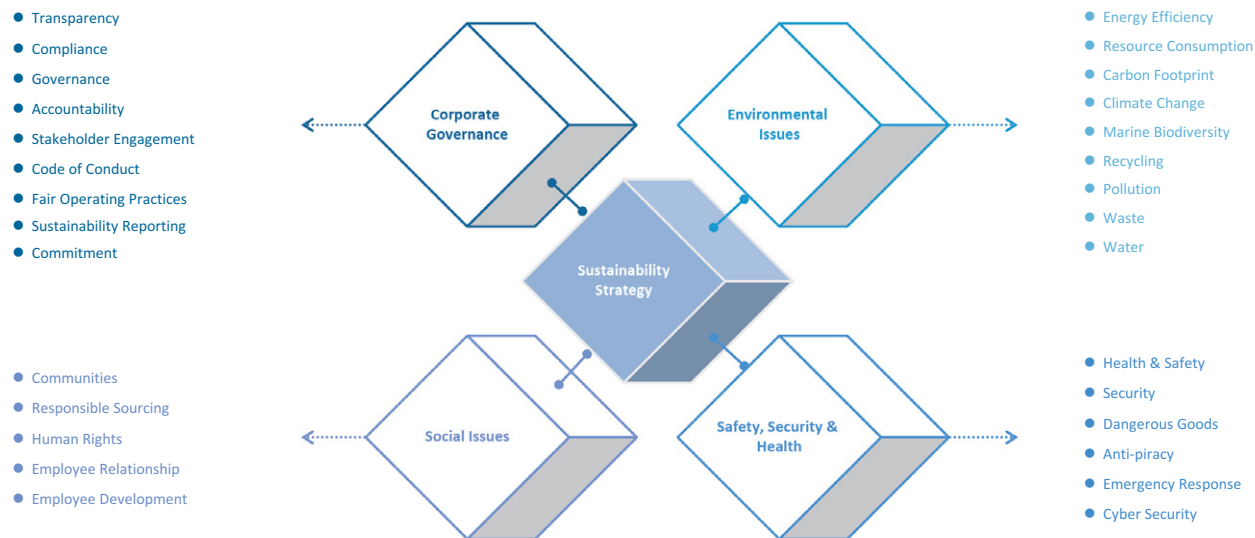 Transparency
Compliance
Governance
Accountability
Stakeholder Engagement
Code of Conduct
Fair Operating Practices
Sustainability Reporting
Commitment
Corporate
Governance
Environmental
Issues
Energy Efficiency
Resource Consumption
Carbon Footprint
Climate Change
Marine Biodiversity
Recycling
Pollution
Waste
Water
Sustainability
Strategy
Communities
Responsible Sourcing
Human Rights
Employee Relationship
Employee Development
Social Issues
Safety, Security &
Health
Health & Safety
Security
Dangerous Goods
Anti-piracy
Emergency Response
Cyber Security